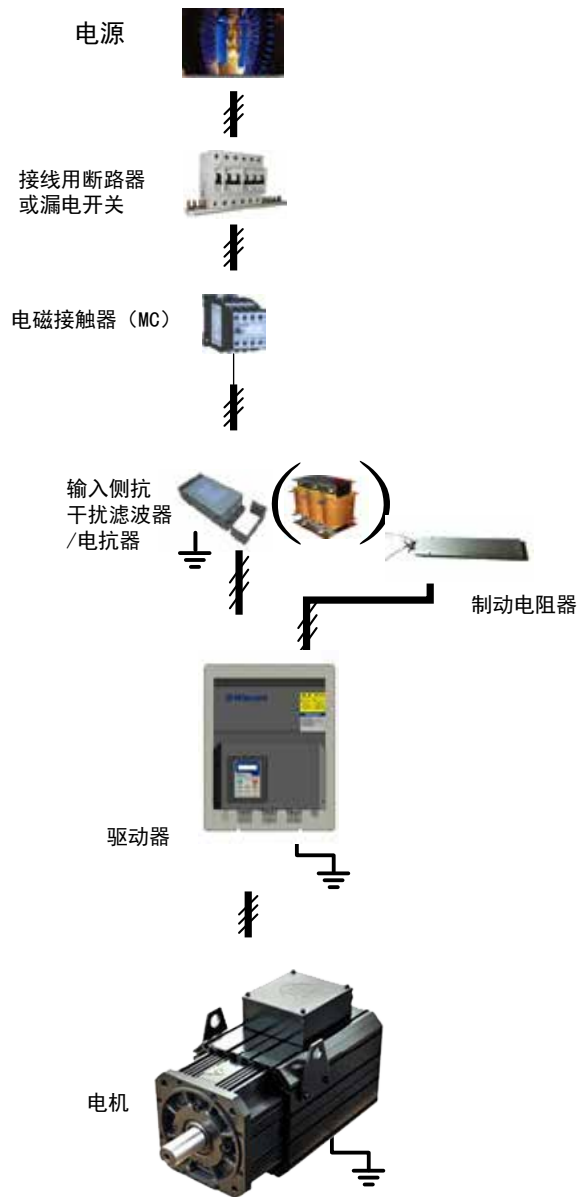 电源
接线用断路器
或漏电开关
电磁接触器（MC）
输入侧抗
干扰滤波器
/电抗器
制动电阻器
驱动器
电机